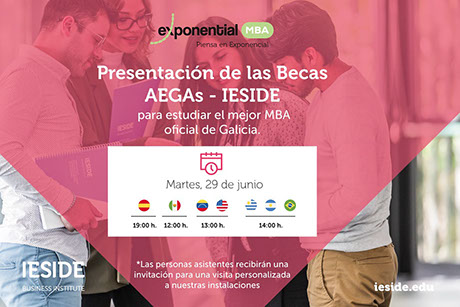 exponential MBA
Piensa en Exponencial
Presentación de las Becas
AEGAs - IESIDE
para estudiar el mejor MBA
oficial de Galicia.
Martes, 29 de junio
19:00 h. 12:00 h. 13:00 h. 14:00 h.
*Las personas asistentes recibirán una
invitación para una visita personalizada
a nuestras instalaciones
IESIDE
BUSINESS INSTITUTE
ieside.edu